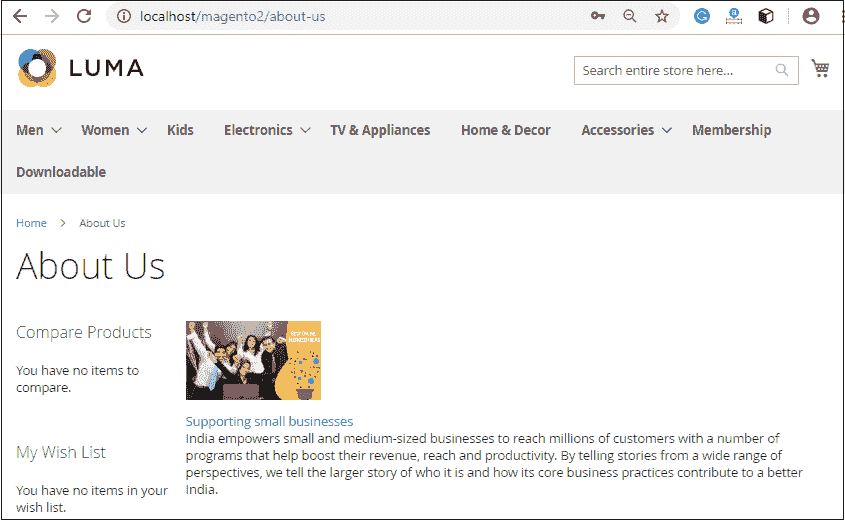 localhost/magento2/about-us
LUMA
Search entire store here...
Men Women Kids Electronics TV & Appliances Home & Decor Accessories Membership
Downloadable
Home > About Us
About Us
Compare Products
You have no items to
compare.
My Wish List
You have no items in your
wish list.
Supporting small businesses
India empowers small and medium-sized businesses to reach millions of customers with a number of
programs that help boost their revenue, reach and productivity. By telling stories from a wide range of
perspectives, we tell the larger story of who it is and how its core business practices contribute to a better
India.